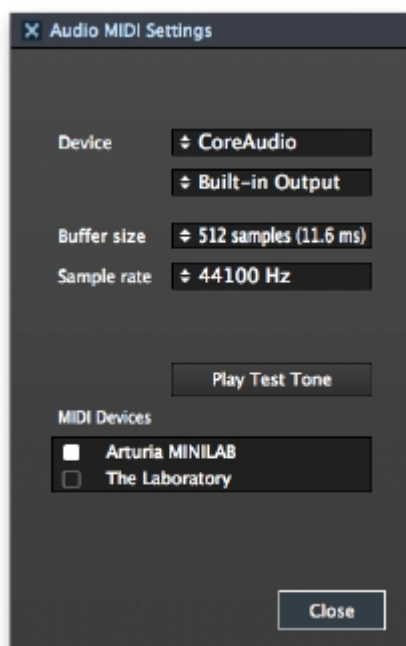 Audio MIDI Settings
Device CoreAudio
Built-in Output
Buffer size 512 samples (11.6 ms)
Sample rate 44100 Hz
Play Test Tone
MIDI Devices
Arturia MINILAB
The Laboratory
Close